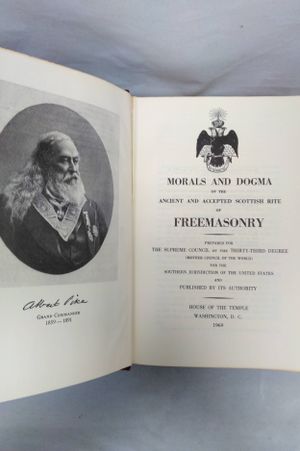 Albert Pike
GRAND COMMANDER
1859—1891
MORALS AND DOGMA
OF THE
ANCIENT AND ACCEPTED SCOTTISH RITE
OF
FREEMASONRY
PREPARED FOR
THE SUPREME COUNCIL OF THE THIRTY-THIRD DEGREE
(MOTHER COUNCIL OF THE WORLD)
FOR THE
SOUTHERN JURISDICTION OF THE UNITED STATES
AND
PUBLISHED BY ITS AUTHORITY
HOUSE OF THE TEMPLE
WASHINGTON, D. C.